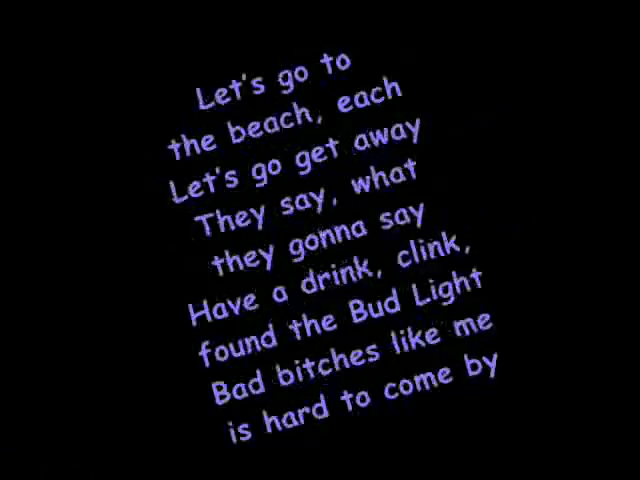 Let's go to
the beach, each
Let's go get away
They say, what
they gonna say
Have a drink, clink,
found the Bud Light
Bad bitches like me
is hard to come by